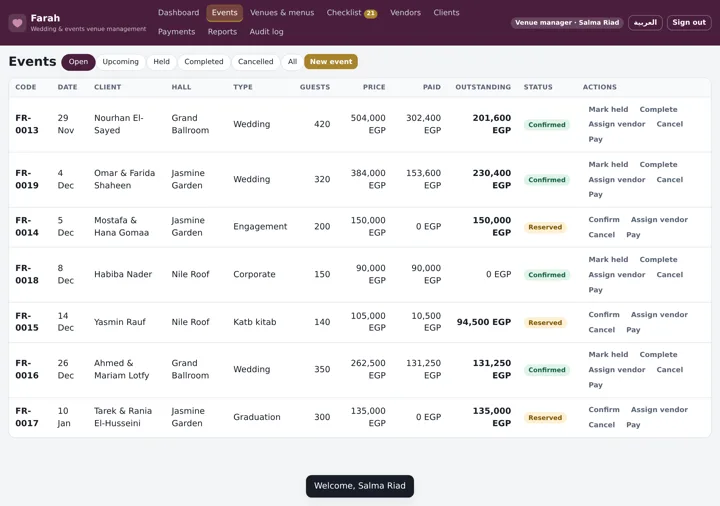 Farah
Wedding & events venue management
Dashboard Events Venues & menus Checklist 21 Vendors Clients
Payments Reports Audit log
Venue manager · Salma Riad العربية Sign out
Events Open Upcoming Held Completed Cancelled All New event
CODE DATE CLIENT HALL TYPE GUESTS PRICE PAID OUTSTANDING STATUS ACTIONS
FR-0013 29 Nov Nourhan El-Sayed Grand Ballroom Wedding 420 504,000 EGP 302,400 EGP 201,600 EGP Confirmed Mark held Complete Assign vendor Cancel Pay
FR-0019 4 Dec Omar & Farida Shaheen Jasmine Garden Wedding 320 384,000 EGP 153,600 EGP 230,400 EGP Confirmed Mark held Complete Assign vendor Cancel Pay
FR-0014 5 Dec Mostafa & Hana Gomaa Jasmine Garden Engagement 200 150,000 EGP 0 EGP 150,000 EGP Reserved Confirm Assign vendor Cancel Pay
FR-0018 8 Dec Habiba Nader Nile Roof Corporate 150 90,000 EGP 90,000 EGP 0 EGP Confirmed Mark held Complete Assign vendor Cancel Pay
FR-0015 14 Dec Yasmin Rauf Nile Roof Katb kitab 140 105,000 EGP 10,500 EGP 94,500 EGP Reserved Confirm Assign vendor Cancel Pay
FR-0016 26 Dec Ahmed & Mariam Lotfy Grand Ballroom Wedding 350 262,500 EGP 131,250 EGP 131,250 EGP Confirmed Mark held Complete Assign vendor Cancel Pay
FR-0017 10 Jan Tarek & Rania El-Husseini Jasmine Garden Graduation 300 135,000 EGP 0 EGP 135,000 EGP Reserved Confirm Assign vendor Cancel Pay
Welcome, Salma Riad